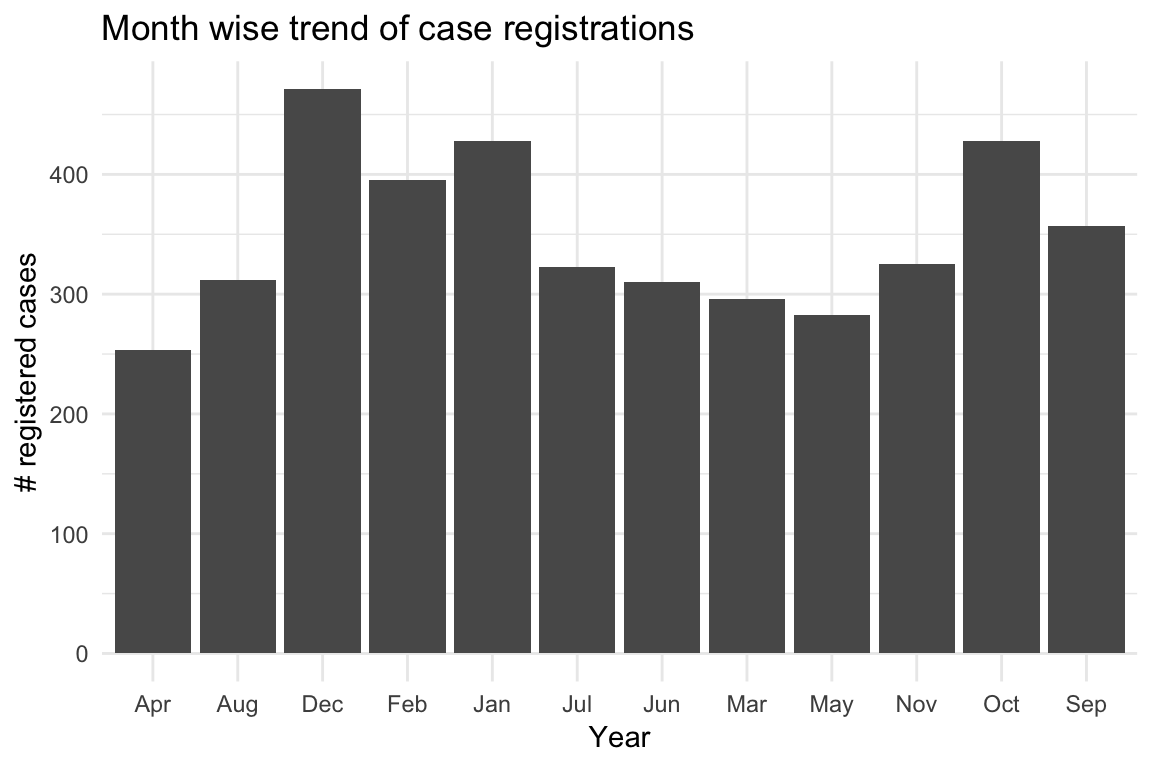 Month wise trend of case registrations
# registered cases
400
300
200
100
0
Apr Aug Dec Feb Jan Jul Jun Mar May Nov Oct Sep
Year